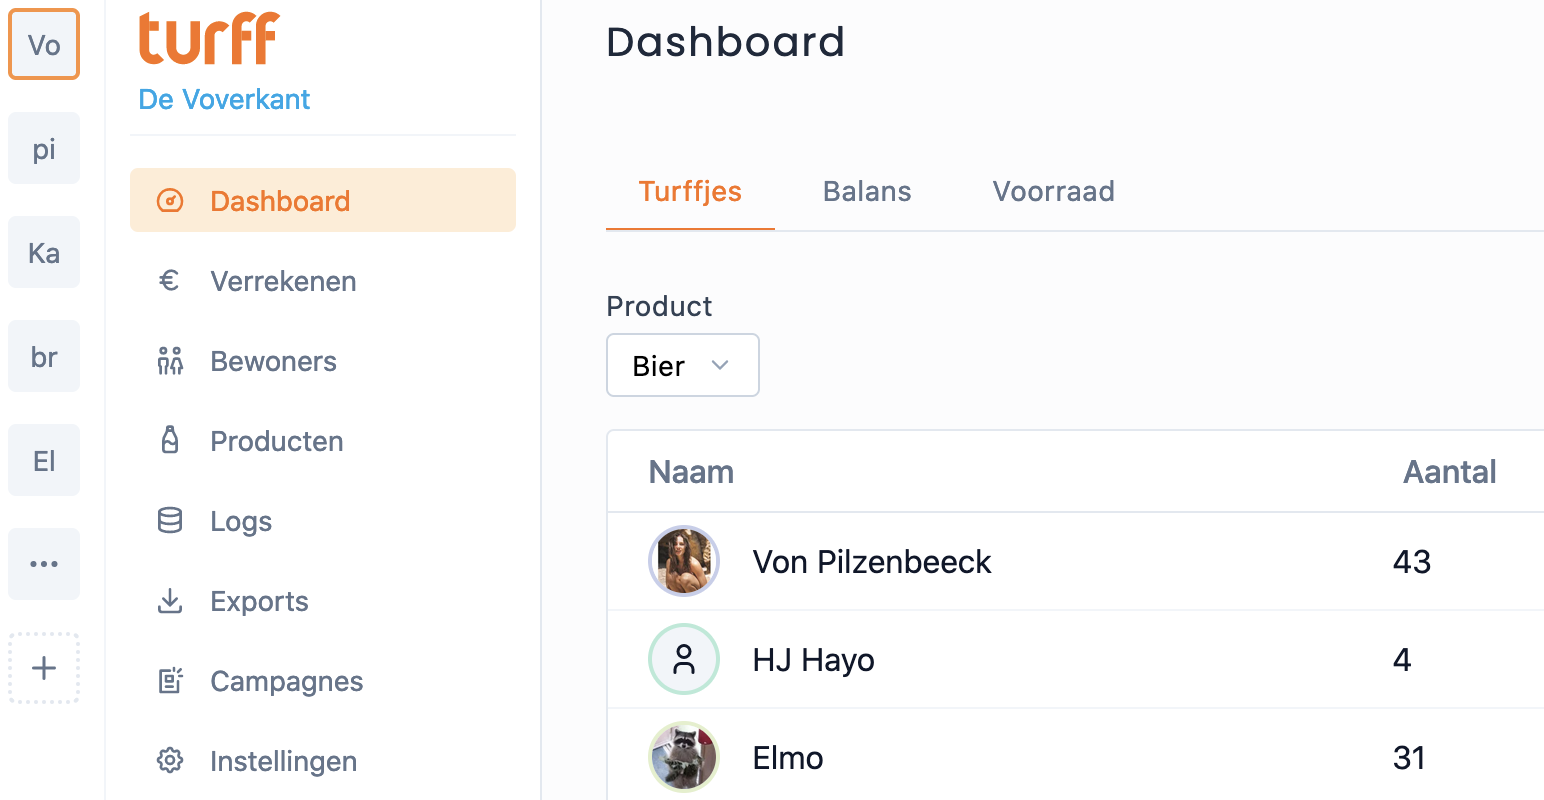 Vo
pi
Ka
br
El
turff
De Voverkant
Dashboard
Verrekenen
Bewoners
Producten
Logs
Exports
Campagnes
Instellingen
Dashboard
Turffjes Balans Voorraad
Product
Bier
Naam Aantal
Von Pilzenbeeck 43
HJ Hayo 4
Elmo 31